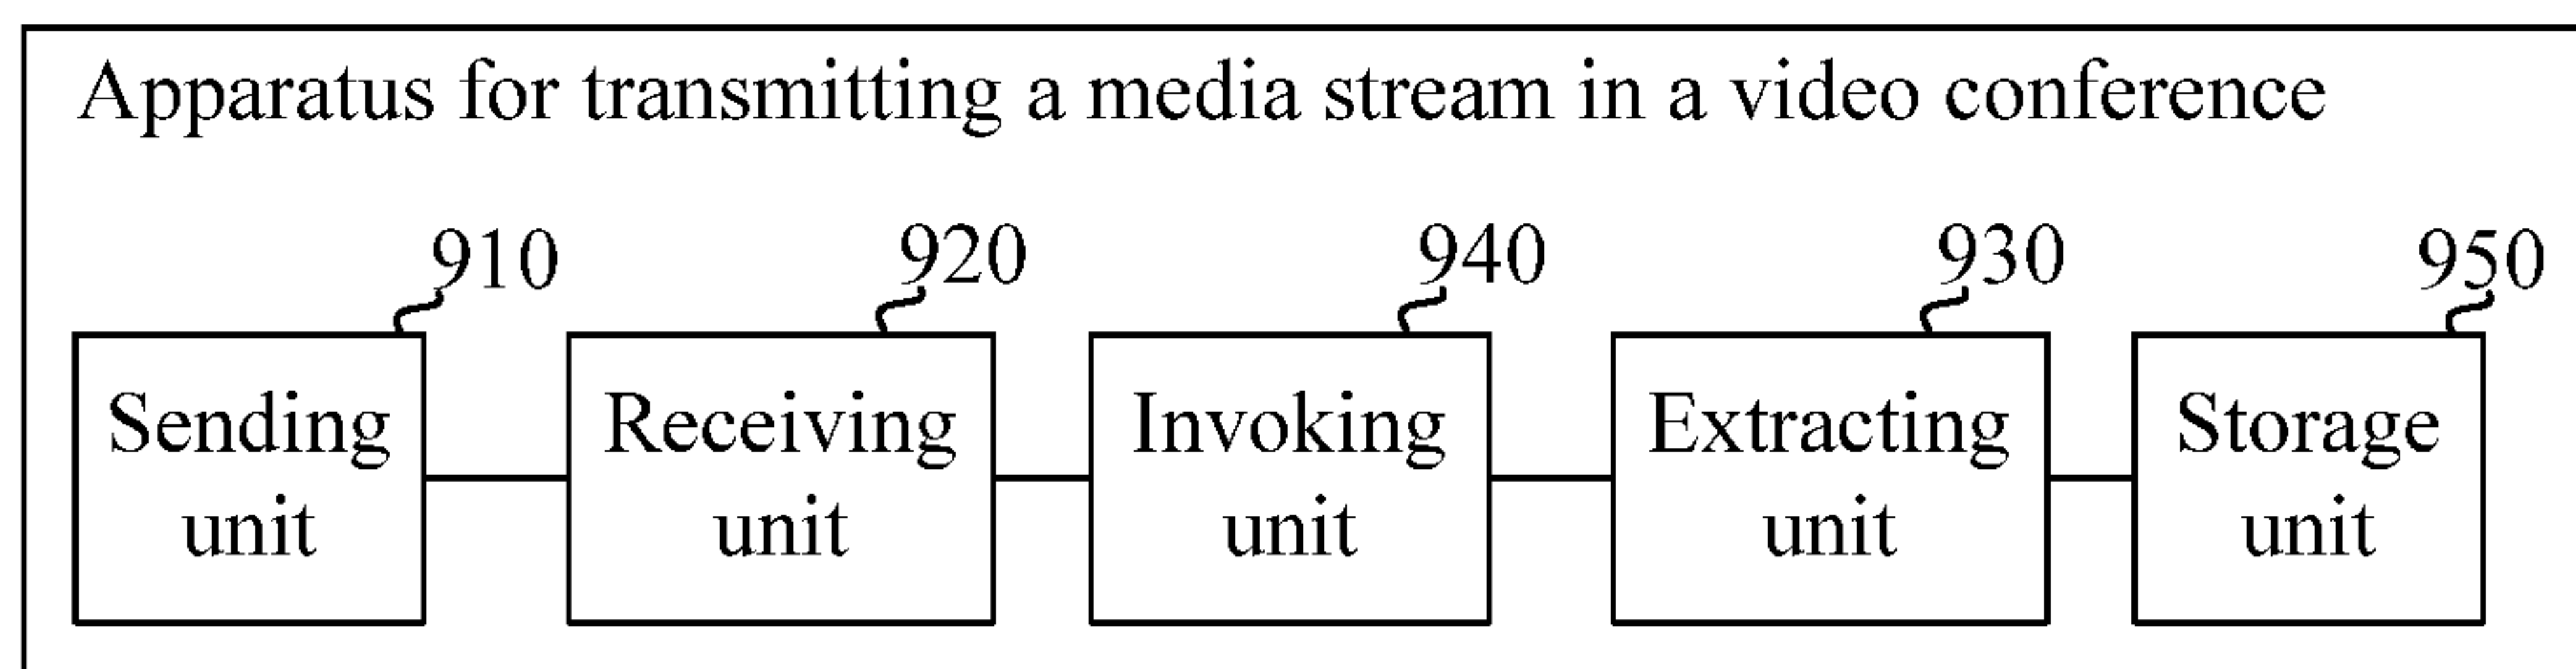 Apparatus for transmitting a media stream in a video conference
910 920 940 930 950
Sending Receiving Invoking Extracting Storage
unit unit unit unit unit